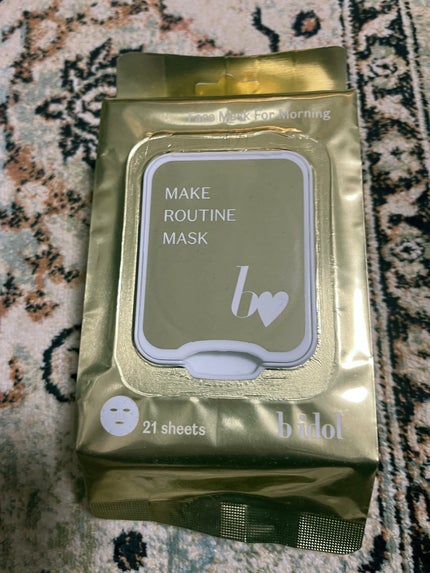 Face Mask For Morning
MAKE
ROUTINE
MASK
b
21 sheets
b idol